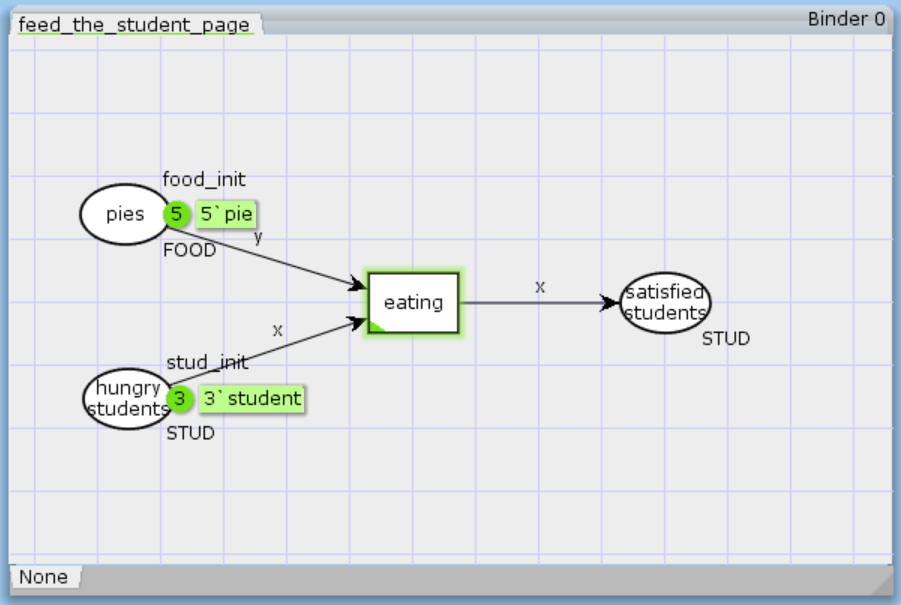 feed_the_student_page
Binder 0
food_init
pies
5
5`pie
y
FOOD
eating
x
satisfied
students
STUD
x
stud_init
hungry
students
3
3`student
STUD
None